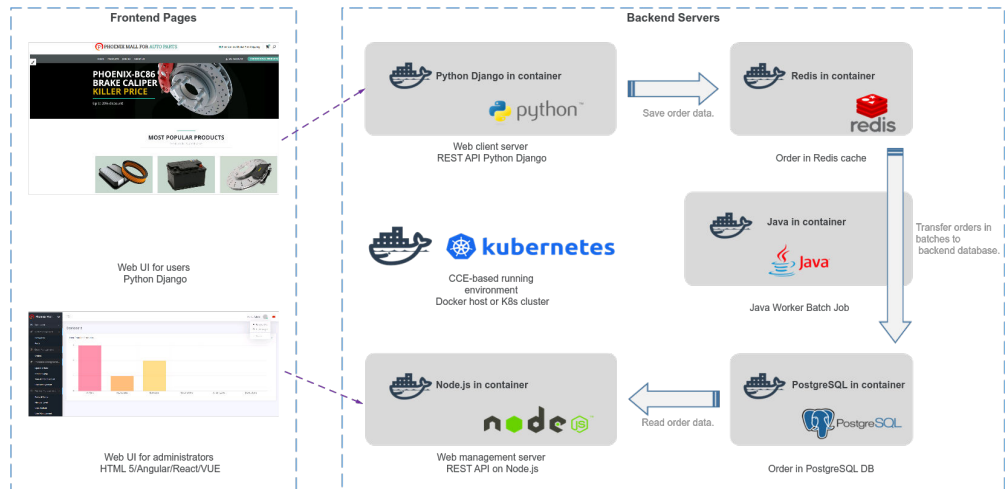 Frontend Pages
PHOENIX MALL FOR AUTO PARTS
PHOENIX-BC86
BRAKE CALIPER
KILLER PRICE
MOST POPULAR PRODUCTS
Web UI for users
Python Django
Web UI for administrators
HTML 5/Angular/React/VUE
Backend Servers
Python Django in container
python
Web client server
REST API Python Django
Save order data.
Redis in container
redis
Order in Redis cache
kubernetes
CCE-based running
environment
Docker host or K8s cluster
Java in container
Java
Java Worker Batch Job
Transfer orders in
batches to
backend database.
Node.js in container
node
JS
Web management server
REST API on Node.js
Read order data.
PostgreSQL in container
PostgreSQL
Order in PostgreSQL DB